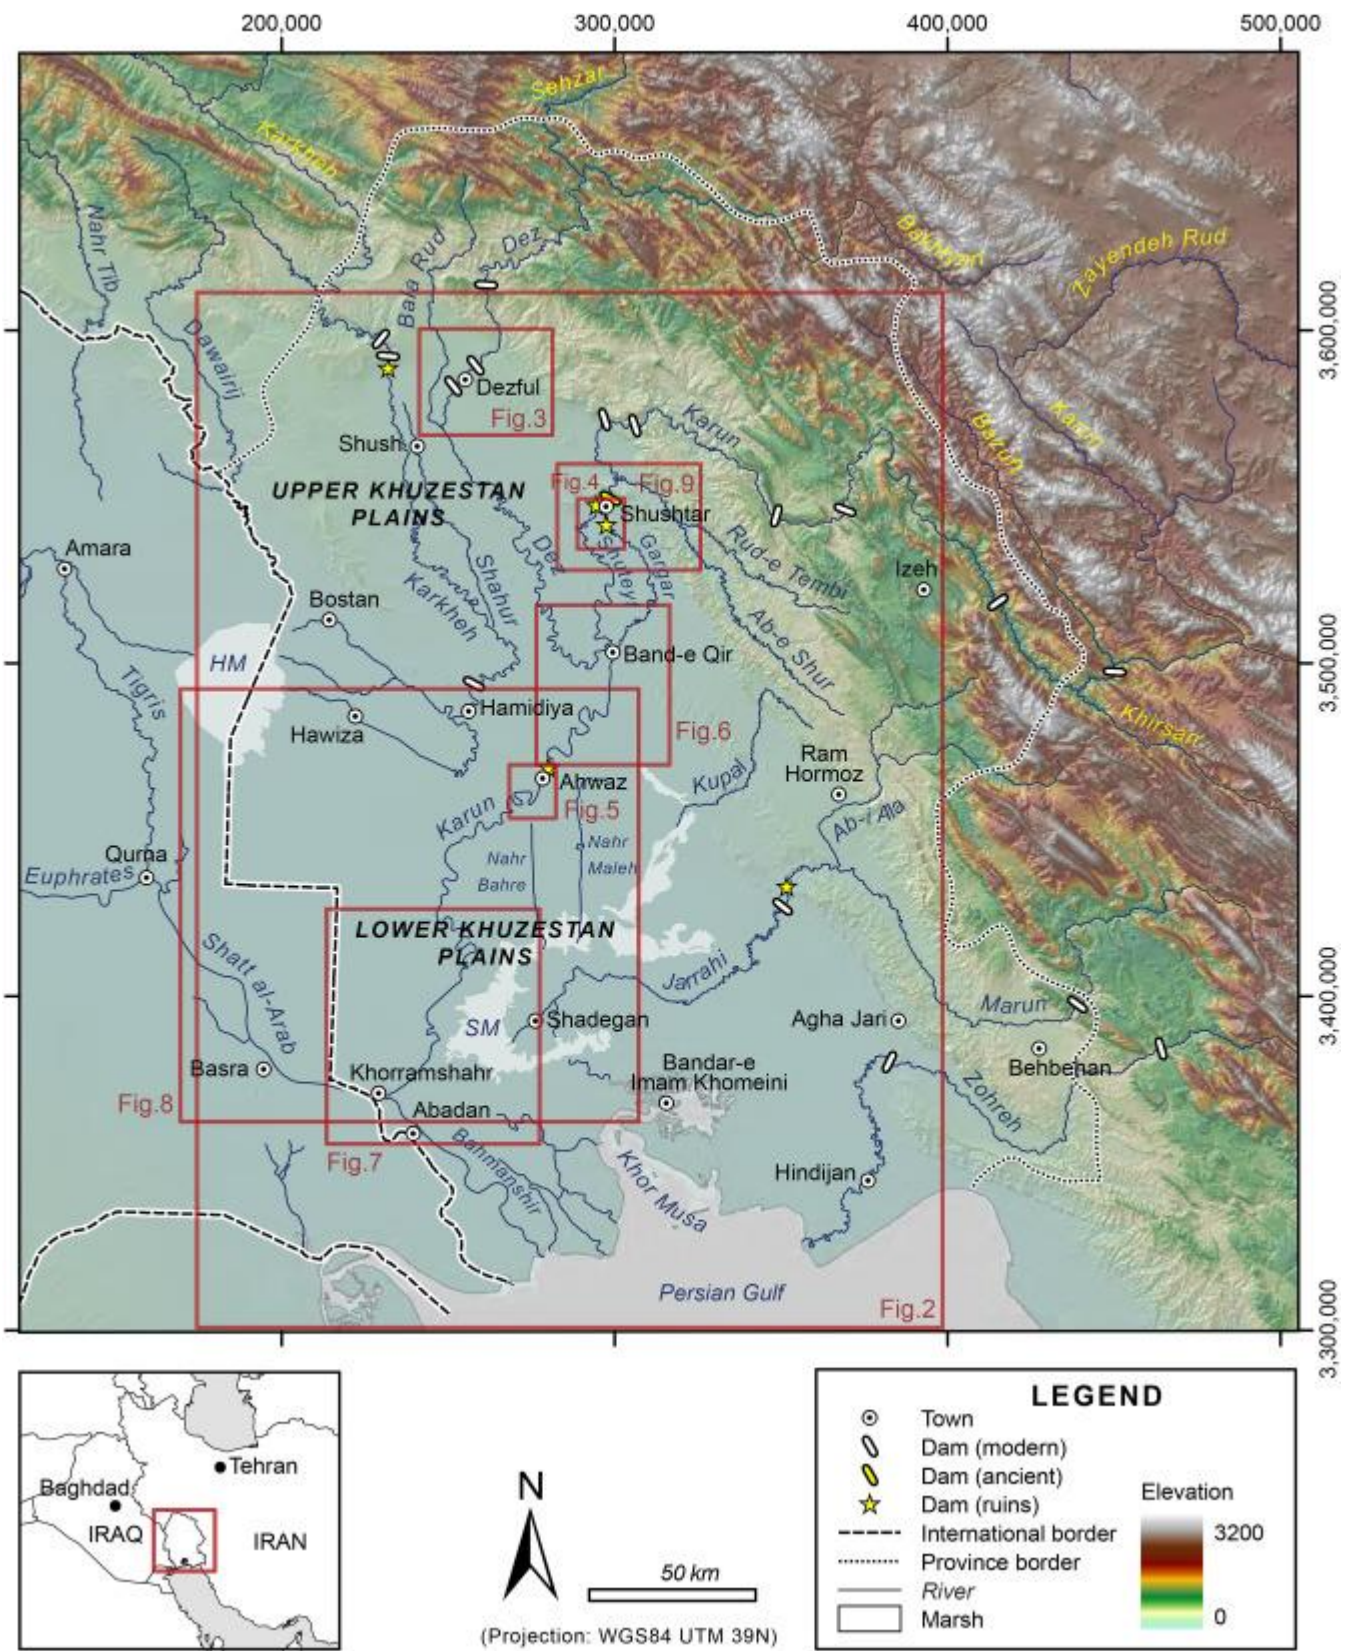 200,000
300,000
400,000
500,000
Sehzar
Karkheh
Nahr Tib
Bala Rud
Dez
Bakhtyari
Zayendeh Rud
3,600,000
Dawairij
Dezful
Fig.3
Karun
Karin
Bazuft
Shush
UPPER KHUZESTAN
PLAINS
Fig.4
Fig.9
Shushtar
Amara
Dez
Shuteyt
Gargar
Rud-e Tembi
Izeh
Bostan
Karkheh
Shahur
Ab-e Shur
HM
Band-e Qir
3,500,000
Tigris
Hamidiya
Hawiza
Fig.6
Khirsan
Ram
Hormoz
Kupal
Ahwaz
Karun
Fig.5
Ab-i Ala
Qurna
Euphrates
Nahr
Bahre
Nahr
Maleh
LOWER KHUZESTAN
PLAINS
Shatt al-Arab
Jarrahi
Marun
3,400,000
SM
Shadegan
Agha Jari
Basra
Khorramshahr
Bandar-e
Imam Khomeini
Behbehan
Fig.8
Abadan
Zohreh
Fig.7
Bahmanshir
Khor Musa
Hindijan
Persian Gulf
Fig.2
3,300,000
Tehran
Baghdad
IRAQ
IRAN
N
50 km
(Projection: WGS84 UTM 39N)
LEGEND
Town
Dam (modern)
Dam (ancient)
Dam (ruins)
International border
Province border
River
Marsh
Elevation
3200
0